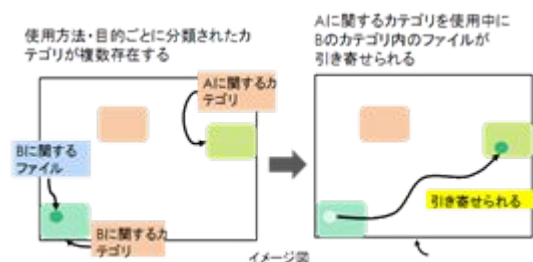 使用方法・目的ごとに分類されたカ
テゴリが複数存在する
Aに関するカ
テゴリ
Bに関する
ファイル
Bに関するカ
テゴリ
Aに関するカテゴリを使用中に
Bのカテゴリ内のファイルが
引き寄せられる
引き寄せられる
イメージ図